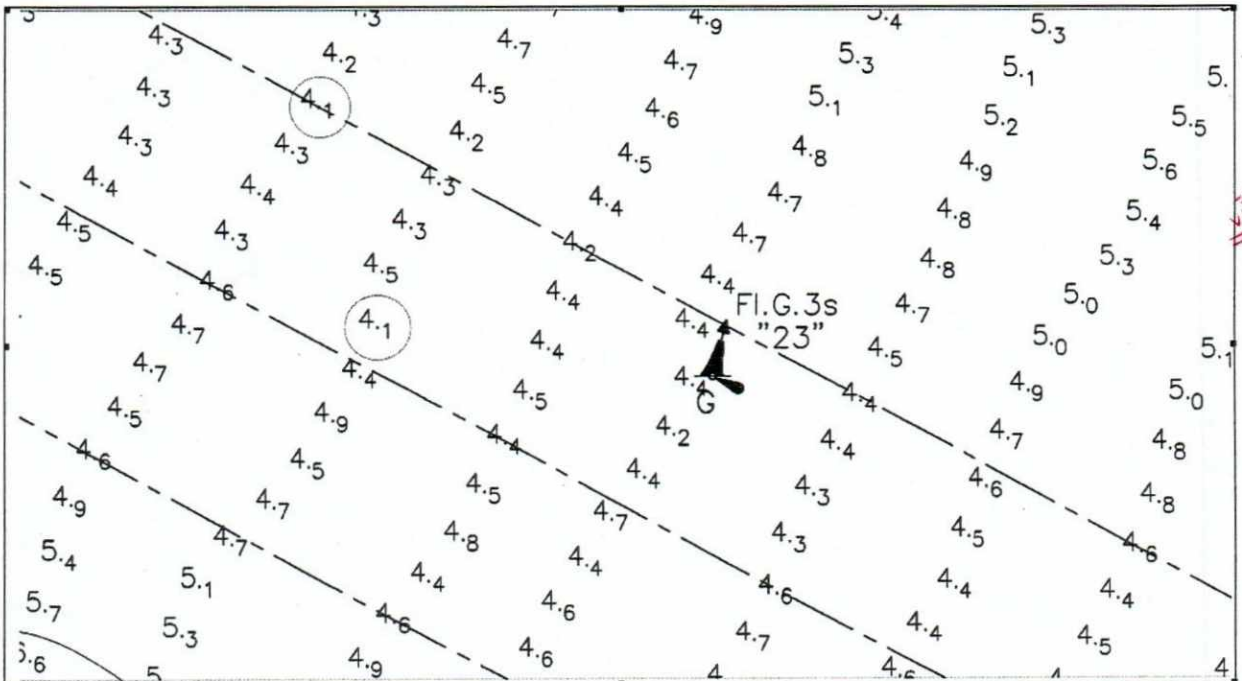 4.3 4.2 4.7 4.9 5.4 5.3
4.7 5.3 5.1
4.3 4.1 4.5 4.6 5.1 5.2 5.5
4.3 4.3 4.2 4.5 4.8 4.9 5.6
4.4 4.4 4.3 4.4 4.7 4.8 5.4
4.5 4.3 4.3 4.2 4.7 4.8 5.3
4.5 4.6 4.5 4.4 4.4 4.7 5.0
Fl.G.3s
4.7 4.1 4.4 4.4 "23" 4.5 5.0 5.1
4.7 4.4 4.5 4.4 4.4 4.9 5.0
G
4.5 4.9 4.4 4.2 4.4 4.7 4.8
4.6 4.5 4.5 4.4 4.3 4.6 4.8
4.9 4.7 4.8 4.7 4.3 4.5 4.6
5.4 4.7 4.4 4.4 4.6 4.4 4.4
5.7 5.1 4.6 4.6 4.7 4.4 4.5
5.6 5.3 4.9 4.6 4.6